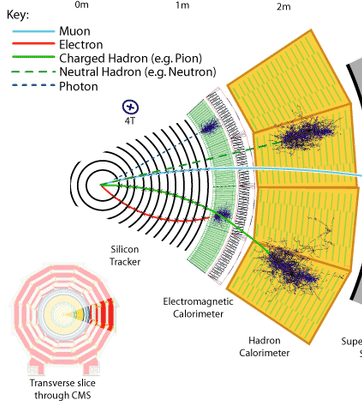 0m 1m 2m
Key:
Muon
Electron
Charged Hadron (e.g. Pion)
Neutral Hadron (e.g. Neutron)
Photon
4T
Silicon
Tracker
Electromagnetic
Calorimeter
Hadron
Calorimeter
Supe
S
Transverse slice
through CMS